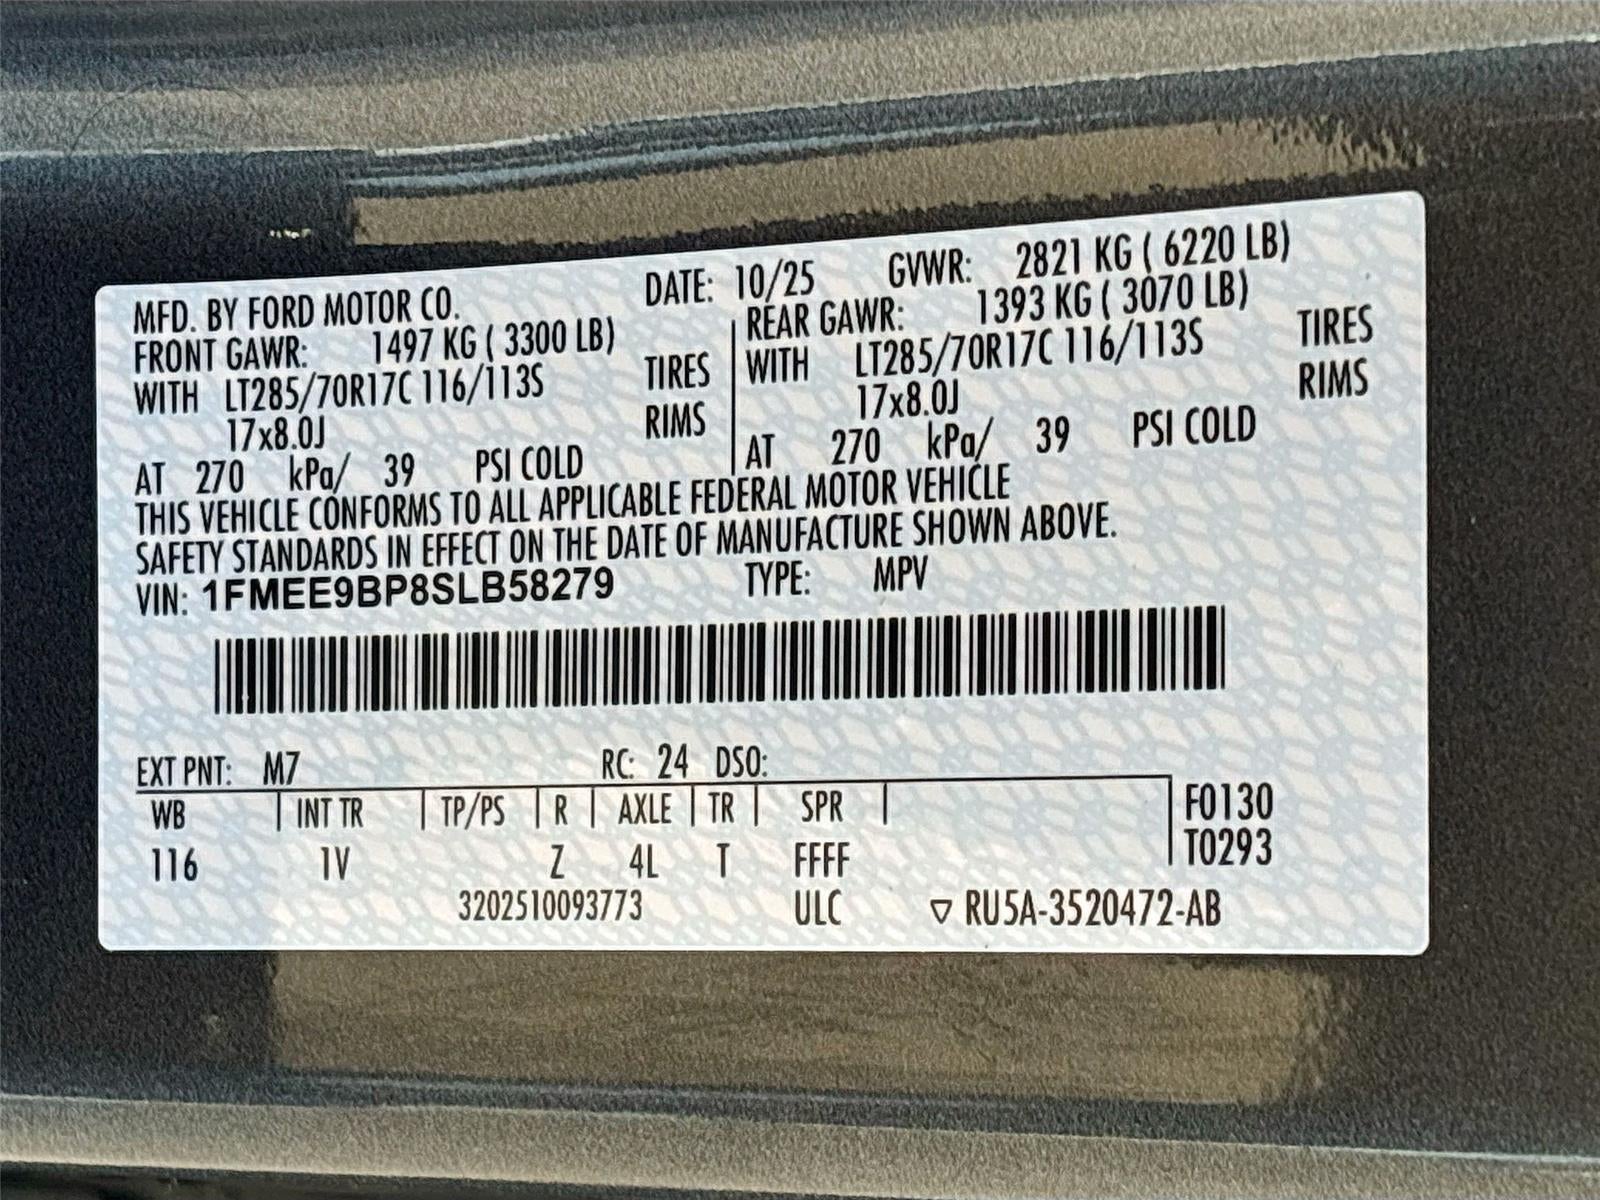 MFD. BY FORD MOTOR CO. DATE: 10/25 GVWR: 2821 KG ( 6220 LB)
FRONT GAWR: 1497 KG ( 3300 LB) REAR GAWR: 1393 KG ( 3070 LB)
WITH LT285/70R17C 116/113S TIRES WITH LT285/70R17C 116/113S TIRES
17x8.0J RIMS 17x8.0J RIMS
AT 270 kPa/ 39 PSI COLD AT 270 kPa/ 39 PSI COLD
THIS VEHICLE CONFORMS TO ALL APPLICABLE FEDERAL MOTOR VEHICLE
SAFETY STANDARDS IN EFFECT ON THE DATE OF MANUFACTURE SHOWN ABOVE.
VIN: 1FMEE9BP8SLB58279 TYPE: MPV
EXT PNT: M7 RC: 24 DSO:
WB INT TR TP/PS R AXLE TR SPR F0130
116 1V Z 4L T FFFF T0293
3202510093773 ULC ▽ RU5A-3520472-AB